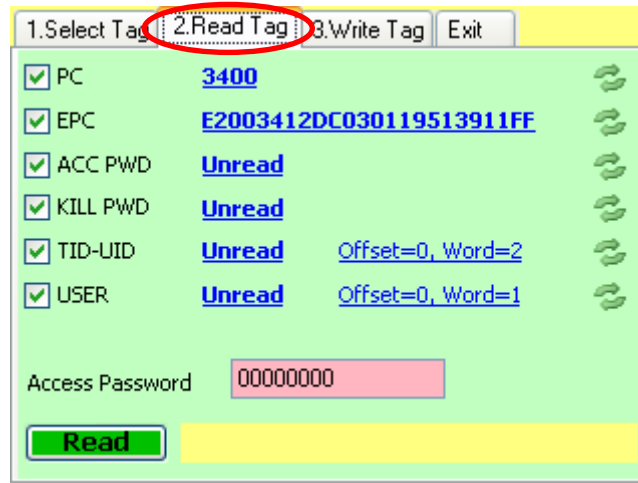 1.Select Tag 2.Read Tag 3.Write Tag Exit
PC 3400
EPC E2003412DC030119513911FF
ACC PWD Unread
KILL PWD Unread
TID-UID Unread Offset=0, Word=2
USER Unread Offset=0, Word=1
Access Password 00000000
Read